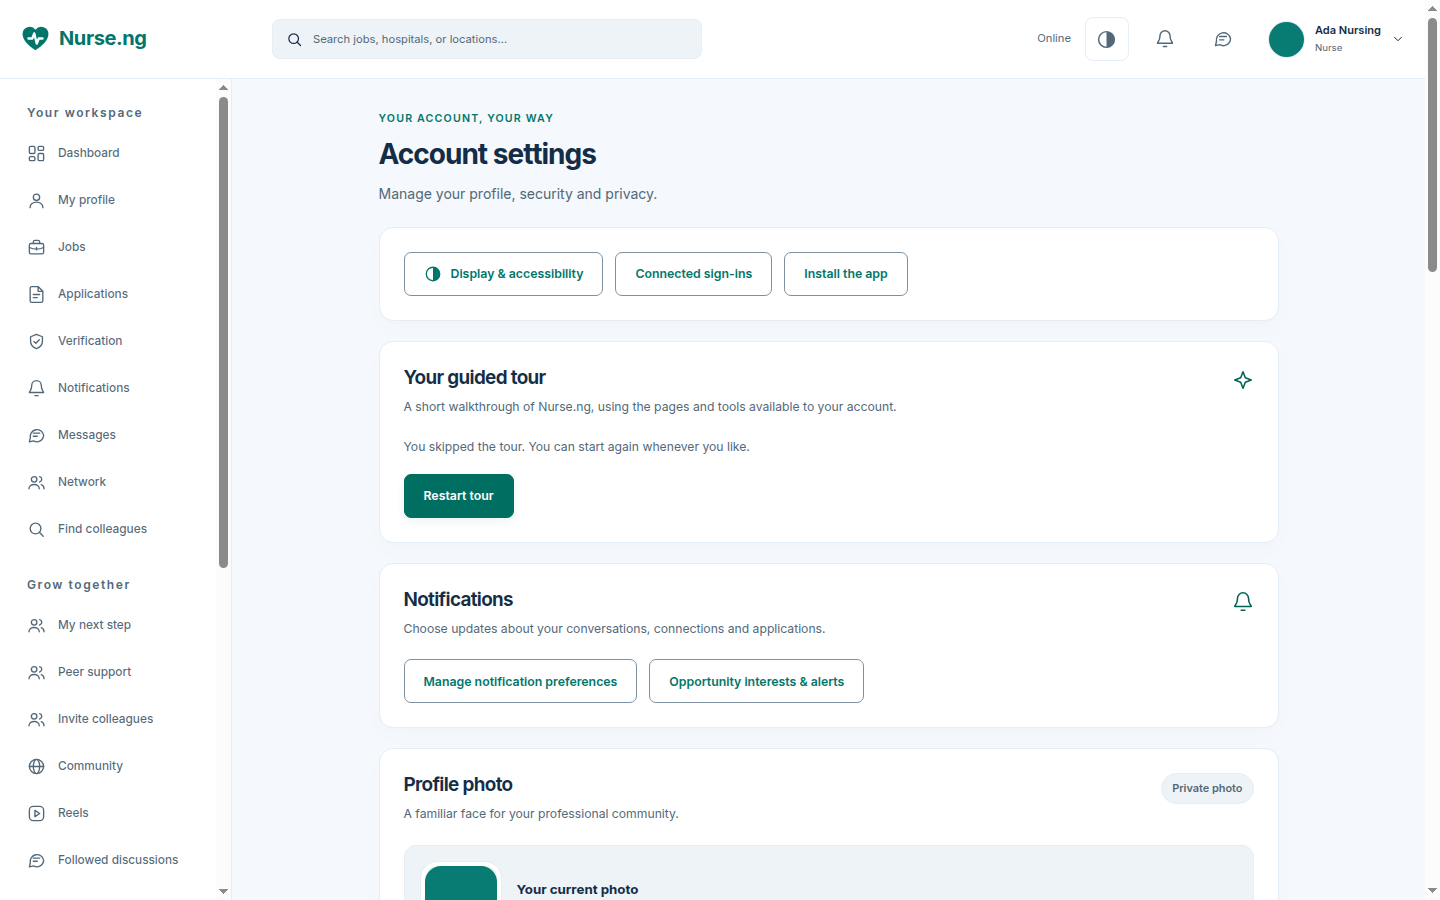 Nurse.ng
Search jobs, hospitals, or locations...
Online
Ada Nursing
Nurse
Your workspace
Dashboard
My profile
Jobs
Applications
Verification
Notifications
Messages
Network
Find colleagues
Grow together
My next step
Peer support
Invite colleagues
Community
Reels
Followed discussions
YOUR ACCOUNT, YOUR WAY
Account settings
Manage your profile, security and privacy.
Display & accessibility
Connected sign-ins
Install the app
Your guided tour
A short walkthrough of Nurse.ng, using the pages and tools available to your account.
You skipped the tour. You can start again whenever you like.
Restart tour
Notifications
Choose updates about your conversations, connections and applications.
Manage notification preferences
Opportunity interests & alerts
Profile photo
Private photo
A familiar face for your professional community.
Your current photo